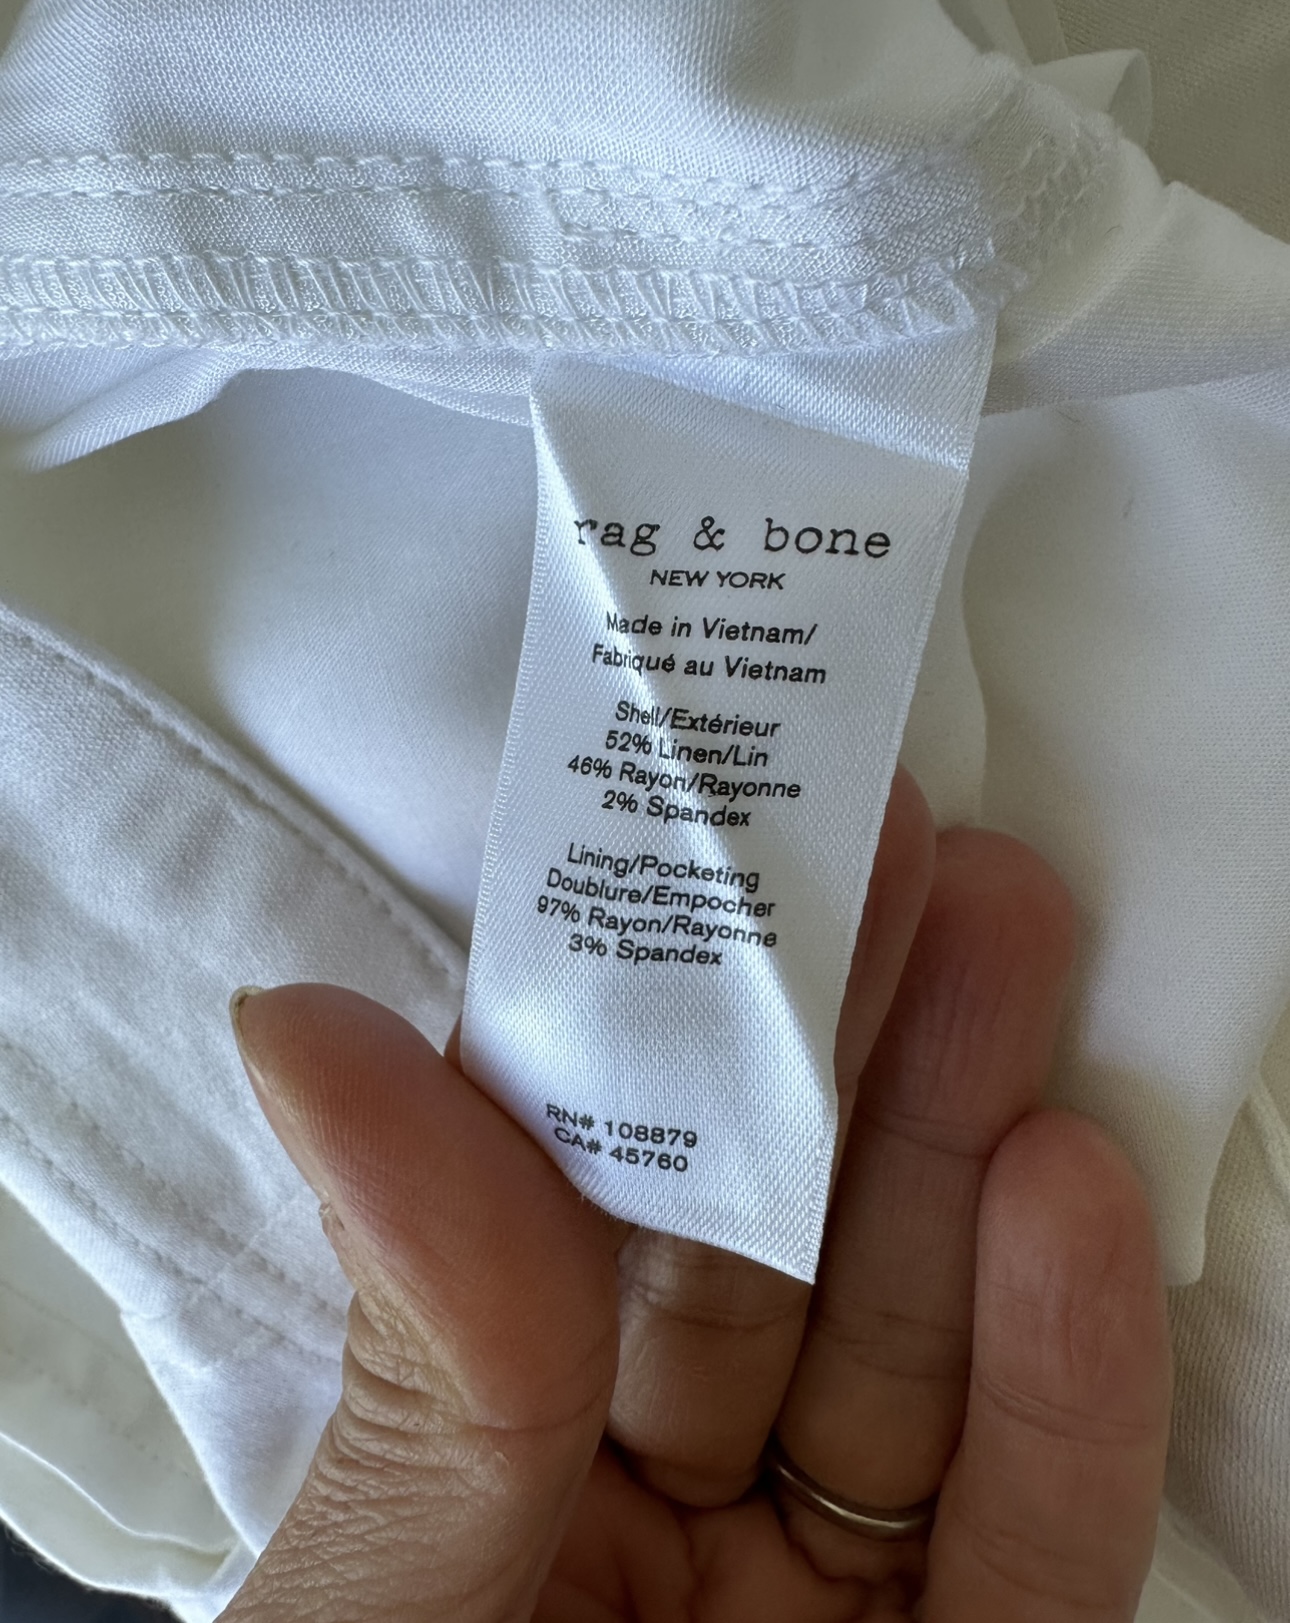 rag & bone
NEW YORK
Made in Vietnam/
Fabriqué au Vietnam
Shell/Extérieur
52% Linen/Lin
46% Rayon/Rayonne
2% Spandex
Lining/Pocketing
Doublure/Empocher
97% Rayon/Rayonne
3% Spandex
RN# 108879
CA# 45760